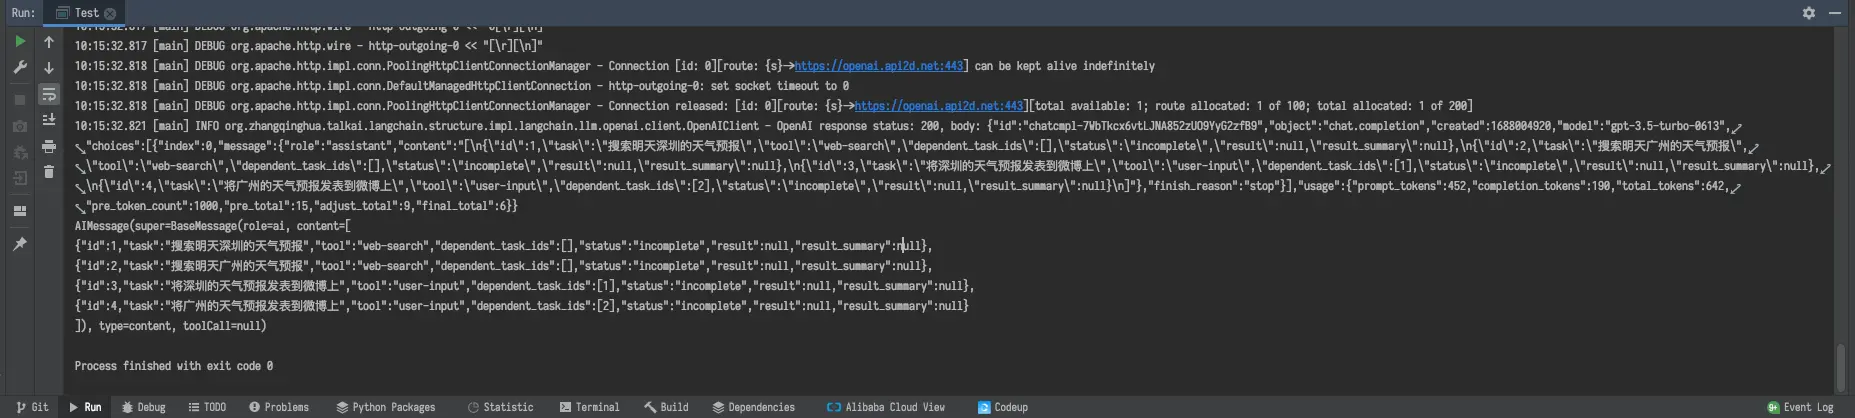 Run: Test
10:15:32.817 [main] DEBUG org.apache.http.wire - http-outgoing-0 << "0[\r][\n]"
10:15:32.817 [main] DEBUG org.apache.http.wire - http-outgoing-0 << "[\r][\n]"
10:15:32.818 [main] DEBUG org.apache.http.impl.conn.PoolingHttpClientConnectionManager - Connection [id: 0][route: {s}->https://openai.api2d.net:443] can be kept alive indefinitely
10:15:32.818 [main] DEBUG org.apache.http.impl.conn.DefaultManagedHttpClientConnection - http-outgoing-0: set socket timeout to 0
10:15:32.818 [main] DEBUG org.apache.http.impl.conn.PoolingHttpClientConnectionManager - Connection released: [id: 0][route: {s}->https://openai.api2d.net:443][total available: 1; route allocated: 1 of 100; total allocated: 1 of 200]
10:15:32.821 [main] INFO org.zhangqinghua.talkai.langchain.structure.impl.langchain.llm.openai.client.OpenAIClient - OpenAI response status: 200, body: {"id":"chatcmpl-7WbTkcx6vtLJNA852zUO9YyG2zfB9","object":"chat.completion","created":1688004920,"model":"gpt-3.5-turbo-0613",
"choices":[{"index":0,"message":{"role":"assistant","content":"[\n{\"id\":1,\"task\":\"搜索明天深圳的天气预报\",\"tool\":\"web-search\",\"dependent_task_ids\":[],\"status\":\"incomplete\",\"result\":null,\"result_summary\":null},\n{\"id\":2,\"task\":\"搜索明天广州的天气预报\",
\"tool\":\"web-search\",\"dependent_task_ids\":[],\"status\":\"incomplete\",\"result\":null,\"result_summary\":null},\n{\"id\":3,\"task\":\"将深圳的天气预报发表到微博上\",\"tool\":\"user-input\",\"dependent_task_ids\":[1],\"status\":\"incomplete\",\"result\":null,\"result_summary\":null},
\n{\"id\":4,\"task\":\"将广州的天气预报发表到微博上\",\"tool\":\"user-input\",\"dependent_task_ids\":[2],\"status\":\"incomplete\",\"result\":null,\"result_summary\":null}\n]"},"finish_reason":"stop"}],"usage":{"prompt_tokens":452,"completion_tokens":190,"total_tokens":642,
"pre_token_count":1000,"pre_total":15,"adjust_total":9,"final_total":6}}
AIMessage(super=BaseMessage(role=ai, content=[
{"id":1,"task":"搜索明天深圳的天气预报","tool":"web-search","dependent_task_ids":[],"status":"incomplete","result":null,"result_summary":null},
{"id":2,"task":"搜索明天广州的天气预报","tool":"web-search","dependent_task_ids":[],"status":"incomplete","result":null,"result_summary":null},
{"id":3,"task":"将深圳的天气预报发表到微博上","tool":"user-input","dependent_task_ids":[1],"status":"incomplete","result":null,"result_summary":null},
{"id":4,"task":"将广州的天气预报发表到微博上","tool":"user-input","dependent_task_ids":[2],"status":"incomplete","result":null,"result_summary":null}
]), type=content, toolCall=null)
Process finished with exit code 0
Git Run Debug TODO Problems Python Packages Statistic Terminal Build Dependencies Alibaba Cloud View Codeup 9+ Event Log